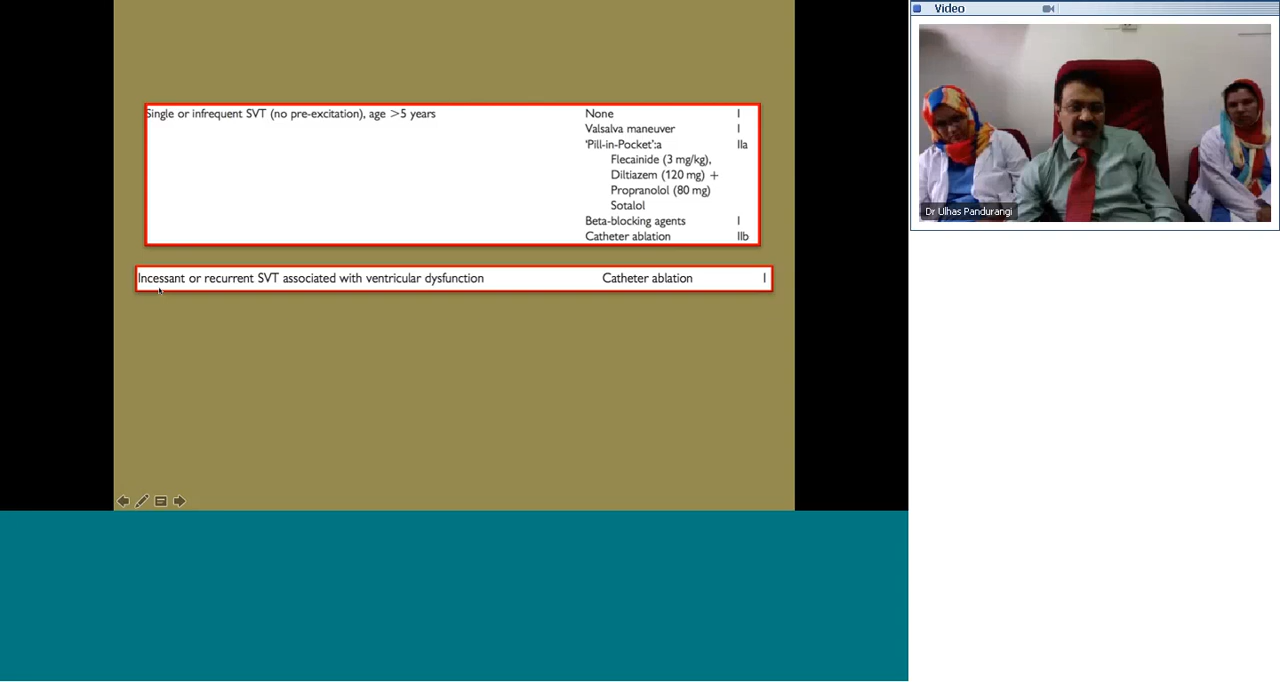 Single or infrequent SVT (no pre-excitation), age >5 years None I
Valsalva maneuver I
'Pill-in-Pocket':a IIa
Flecainide (3 mg/kg),
Diltiazem (120 mg) +
Propranolol (80 mg)
Sotalol
Beta-blocking agents I
Catheter ablation IIb
Incessant or recurrent SVT associated with ventricular dysfunction Catheter ablation I
Video
Dr Ulhas Pandurangi